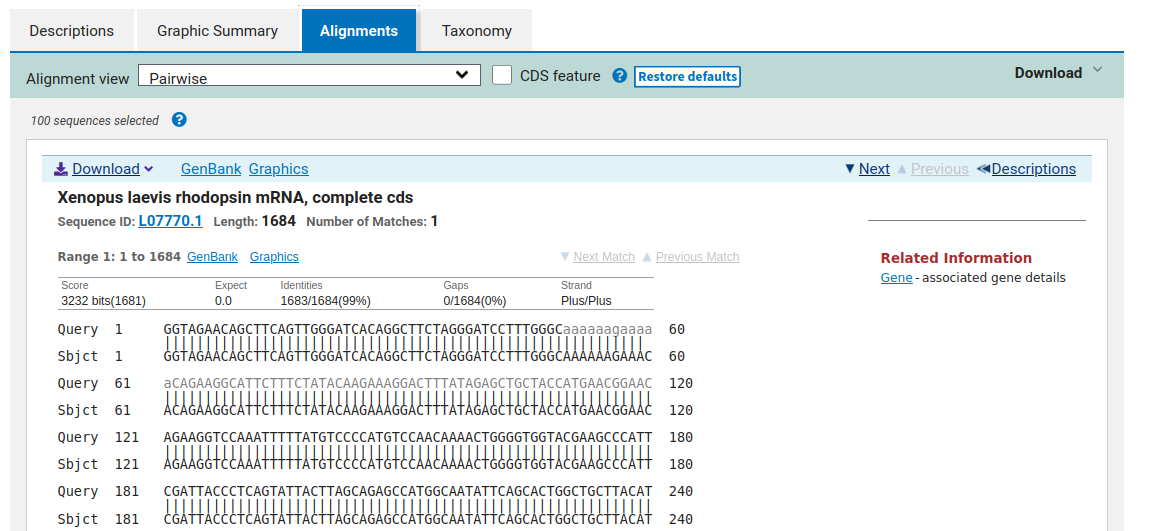 Descriptions Graphic Summary Alignments Taxonomy
Alignment view Pairwise CDS feature ? Restore defaults Download
100 sequences selected ?
Download GenBank Graphics Next Previous Descriptions
Xenopus laevis rhodopsin mRNA, complete cds
Sequence ID: L07770.1 Length: 1684 Number of Matches: 1
Range 1: 1 to 1684 GenBank Graphics Next Match Previous Match
Related Information
Gene - associated gene details
Score Expect Identities Gaps Strand
3232 bits(1681) 0.0 1683/1684(99%) 0/1684(0%) Plus/Plus
Query 1 GGTAGAACAGCTTCAGTTGGGATCACAGGCTTCTAGGGATCCTTTGGGCaaaaaagaaaa 60
Sbjct 1 GGTAGAACAGCTTCAGTTGGGATCACAGGCTTCTAGGGATCCTTTGGGCAAAAAAGAAAC 60
Query 61 aCAGAAGGCATTCTTTCTATACAAGAAAGGACTTTATAGAGCTGCTACCATGAACGGAAC 120
Sbjct 61 ACAGAAGGCATTCTTTCTATACAAGAAAGGACTTTATAGAGCTGCTACCATGAACGGAAC 120
Query 121 AGAAGGTCCAAATTTTTATGTCCCCATGTCCAACAAAACTGGGGTGGTACGAAGCCCATT 180
Sbjct 121 AGAAGGTCCAAATTTTTATGTCCCCATGTCCAACAAAACTGGGGTGGTACGAAGCCCATT 180
Query 181 CGATTACCCTCAGTATTACTTAGCAGAGCCATGGCAATATTCAGCACTGGCTGCTTACAT 240
Sbjct 181 CGATTACCCTCAGTATTACTTAGCAGAGCCATGGCAATATTCAGCACTGGCTGCTTACAT 240